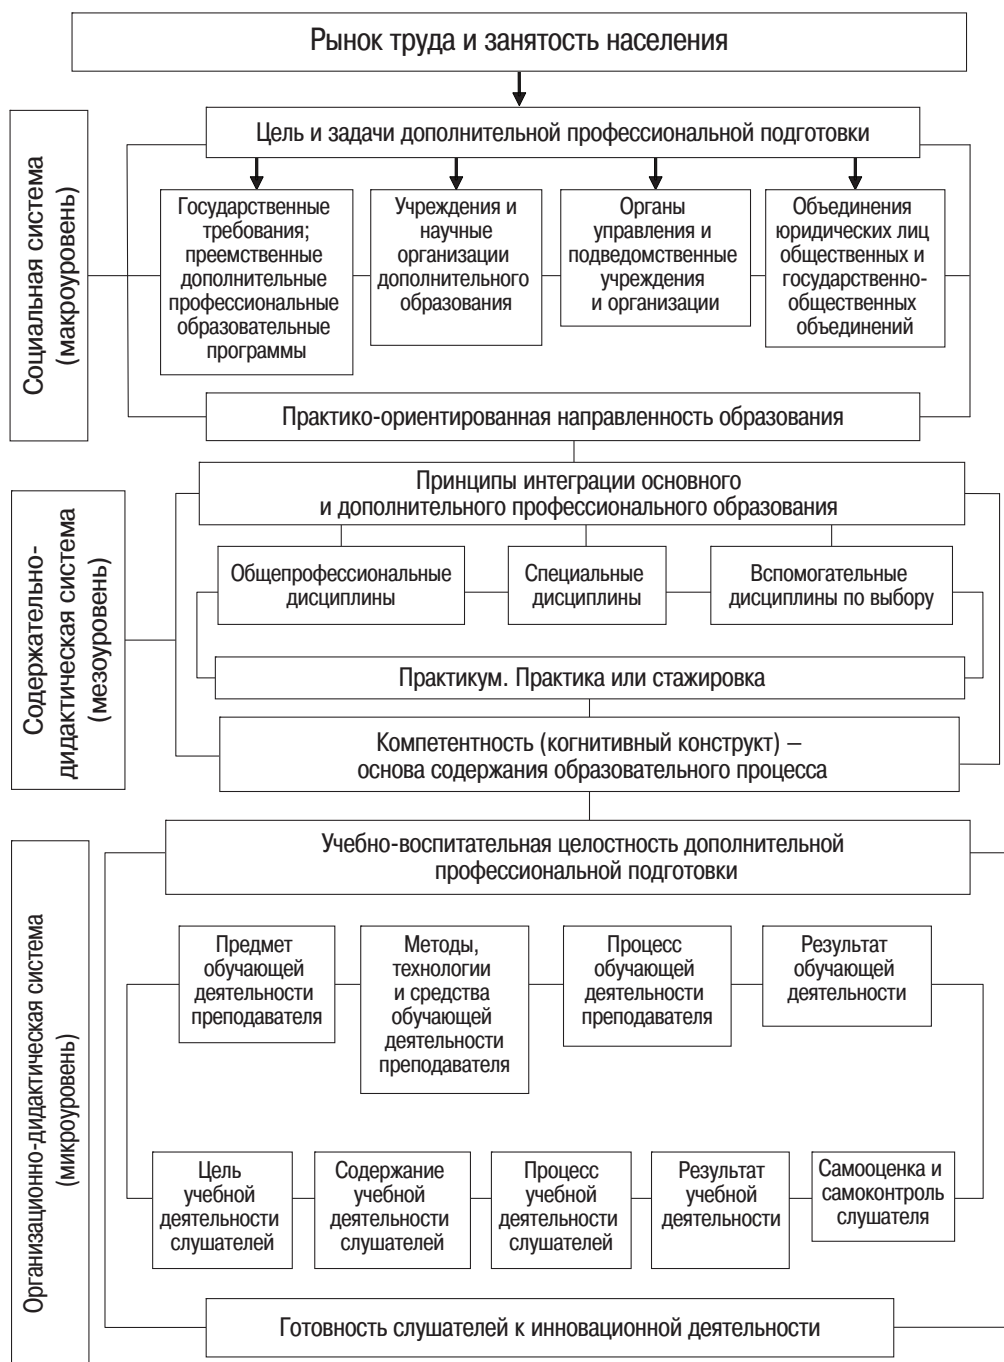 Рынок труда и занятость населения
Социальная система
(макроуровень)
Цель и задачи дополнительной профессиональной подготовки
Государственные
требования;
преемственные
дополнительные
профессиональные
образовательные
программы
Учреждения и
научные
организации
дополнительного
образования
Органы
управления и
подведомственные
учреждения
и организации
Объединения
юридических лиц
общественных и
государственно-
общественных
объединений
Практико-ориентированная направленность образования
Содержательно-
дидактическая система
(мезоуровень)
Принципы интеграции основного
и дополнительного профессионального образования
Общепрофессиональные
дисциплины
Специальные
дисциплины
Вспомогательные
дисциплины по выбору
Практикум. Практика или стажировка
Компетентность (когнитивный конструкт) –
основа содержания образовательного процесса
Организационно-дидактическая система
(микроуровень)
Учебно-воспитательная целостность дополнительной
профессиональной подготовки
Предмет
обучающей
деятельности
преподавателя
Методы,
технологии
и средства
обучающей
деятельности
преподавателя
Процесс
обучающей
деятельности
преподавателя
Результат
обучающей
деятельности
Цель
учебной
деятельности
слушателей
Содержание
учебной
деятельности
слушателей
Процесс
учебной
деятельности
слушателей
Результат
учебной
деятельности
Самооценка и
самоконтроль
слушателя
Готовность слушателей к инновационной деятельности